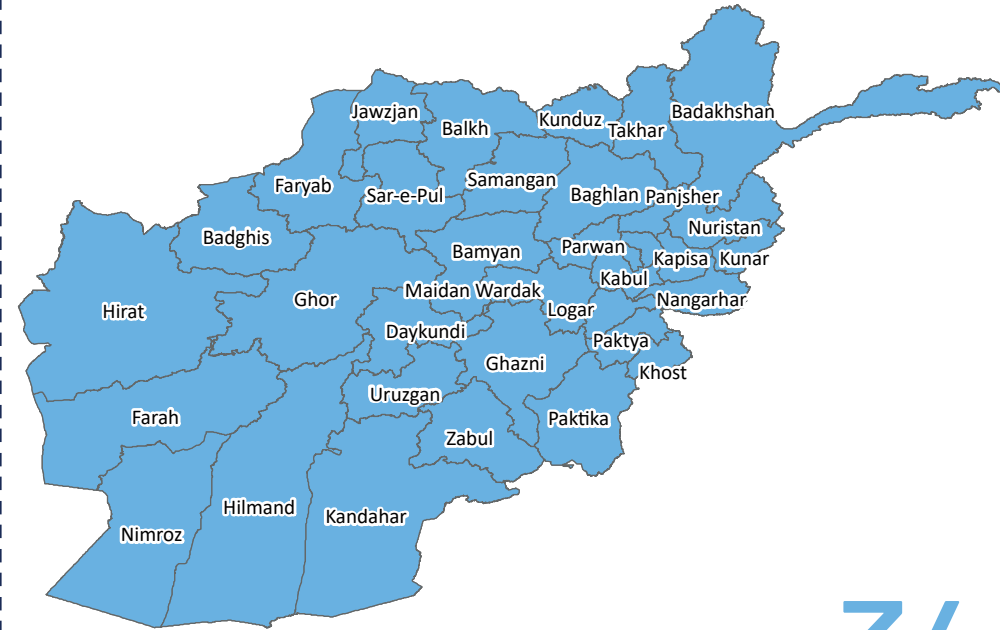 Badakhshan
Jawzjan
Kunduz
Balkh
Takhar
Samangan
Faryab
Sar-e-Pul
Baghlan
Panjsher
Nuristan
Badghis
Parwan
Bamyan
Kapisa
Kunar
Kabul
Maidan Wardak
Ghor
Nangarhar
Hirat
Logar
Daykundi
Paktya
Ghazni
Khost
Uruzgan
Farah
Paktika
Zabul
Hilmand
Kandahar
Nimroz